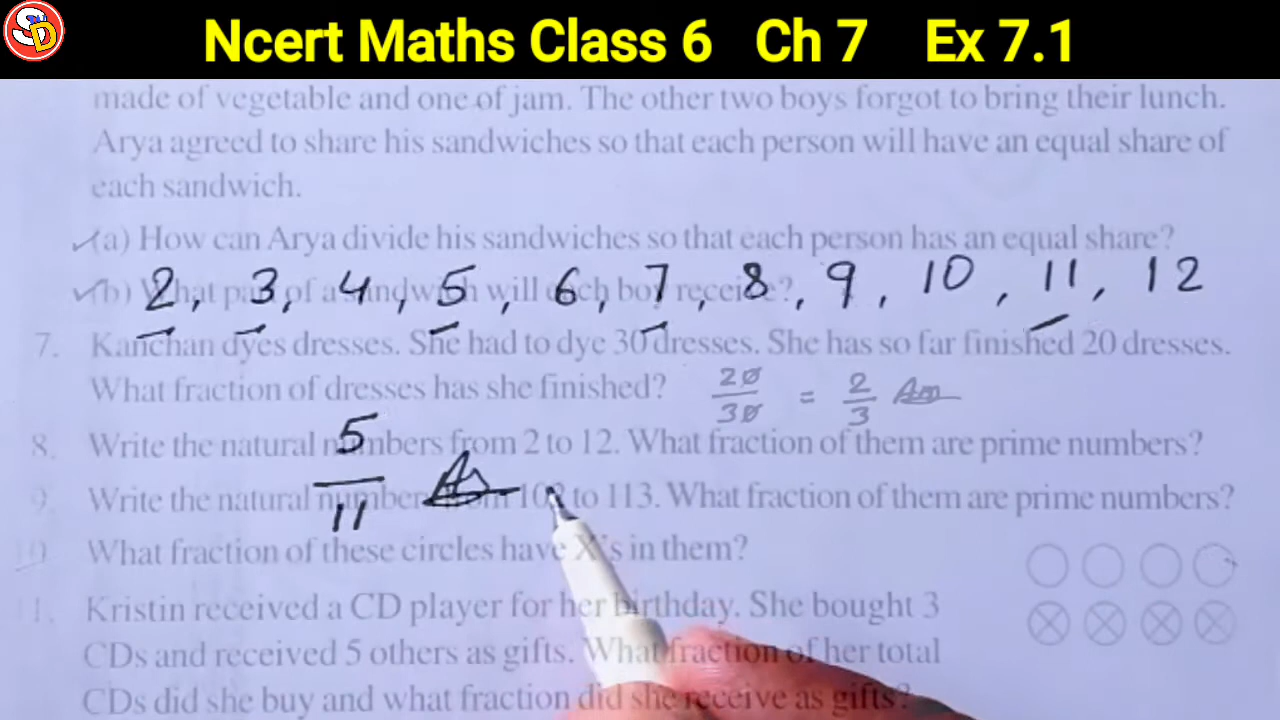 SD
Ncert Maths Class 6 Ch 7 Ex 7.1
made of vegetable and one of jam. The other two boys forgot to bring their lunch.
Arya agreed to share his sandwiches so that each person will have an equal share of
each sandwich.
(a) How can Arya divide his sandwiches so that each person has an equal share?
(b) What part of a sandwich will each boy receive?
2, 3, 4, 5, 6, 7, 8, 9, 10, 11, 12
7. Kanchan dyes dresses. She had to dye 30 dresses. She has so far finished 20 dresses.
What fraction of dresses has she finished? 20/30 = 2/3 Ans
8. Write the natural numbers from 2 to 12. What fraction of them are prime numbers?
5/11 Ans
9. Write the natural numbers from 102 to 113. What fraction of them are prime numbers?
10. What fraction of these circles have X's in them?
11. Kristin received a CD player for her birthday. She bought 3
CDs and received 5 others as gifts. What fraction of her total
CDs did she buy and what fraction did she receive as gifts?